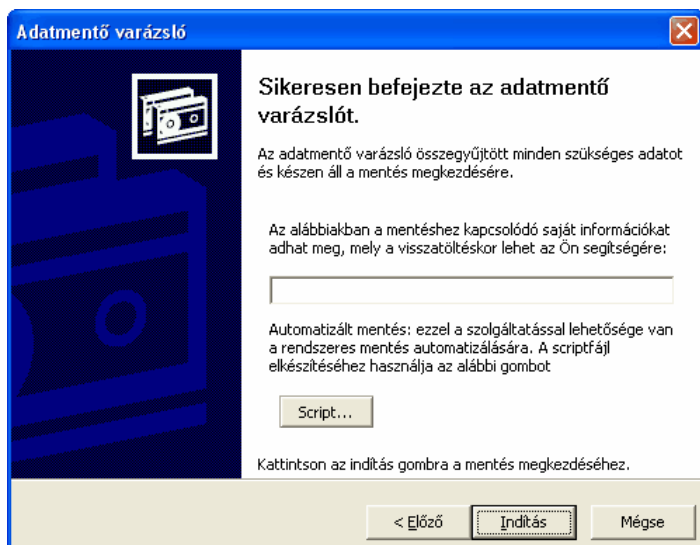 Adatmentő varázsló
Sikeresen befejezte az adatmentő
varázslót.
Az adatmentő varázsló összegyűjtött minden szükséges adatot
és készen áll a mentés megkezdésére.
Az alábbiakban a mentéshez kapcsolódó saját információkat
adhat meg, mely a visszatöltéskor lehet az Ön segítségére:
Automatizált mentés: ezzel a szolgáltatással lehetősége van
a rendszeres mentés automatizálására. A scriptfájl
elkészítéséhez használja az alábbi gombot
Script...
Kattintson az indítás gombra a mentés megkezdéséhez.
< Előző Indítás Mégse